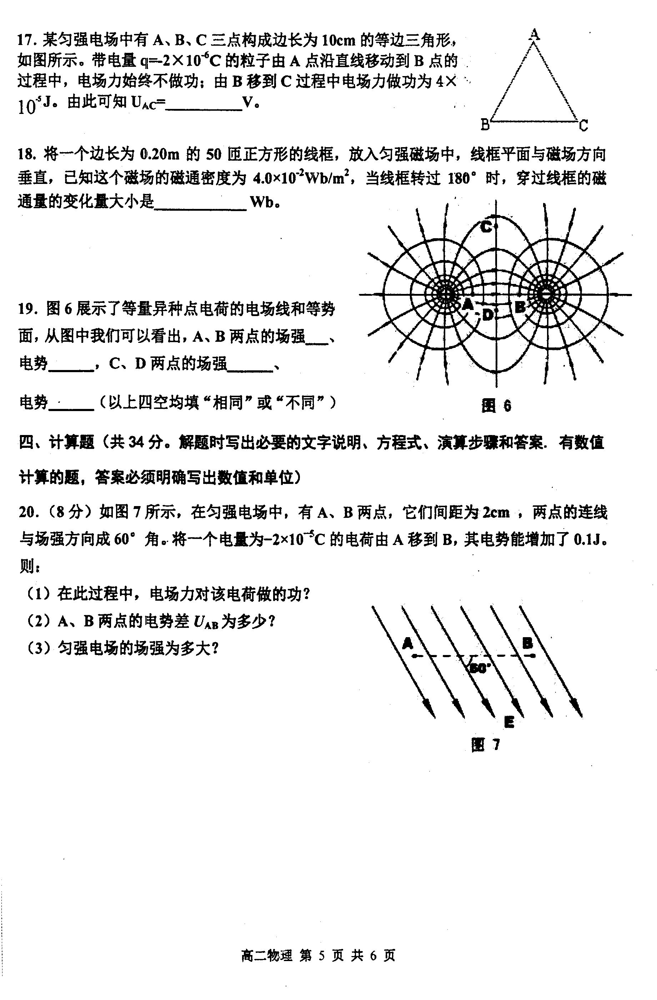 17. 某匀强电场中有 A、B、C 三点构成边长为 10cm 的等边三角形，
如图所示。带电量 q=-2×10⁻⁶C 的粒子由 A 点沿直线移动到 B 点的
过程中，电场力始终不做功；由 B 移到 C 过程中电场力做功为 4×
10⁻⁵J。由此可知 U_AC=__________V。
A
B
C
18. 将一个边长为 0.20m 的 50 匝正方形的线框，放入匀强磁场中，线框平面与磁场方向
垂直，已知这个磁场的磁通密度为 4.0×10⁻²Wb/m²，当线框转过 180° 时，穿过线框的磁
通量的变化量大小是____________ Wb。
C
A
B
D
19. 图 6 展示了等量异种点电荷的电场线和等势
面，从图中我们可以看出，A、B 两点的场强___、
电势______，C、D 两点的场强______、
电势______（以上四空均填“相同”或“不同”）
图 6
四、计算题（共 34 分。解题时写出必要的文字说明、方程式、演算步骤和答案. 有数值
计算的题，答案必须明确写出数值和单位）
20.（8 分）如图 7 所示，在匀强电场中，有 A、B 两点，它们间距为 2cm ，两点的连线
与场强方向成 60° 角。将一个电量为−2×10⁻⁵C 的电荷由 A 移到 B，其电势能增加了 0.1J。
则：
（1）在此过程中，电场力对该电荷做的功？
（2）A、B 两点的电势差 U_AB 为多少？
（3）匀强电场的场强为多大？
A
B
60°
E
图 7
高二物理 第 5 页 共 6 页